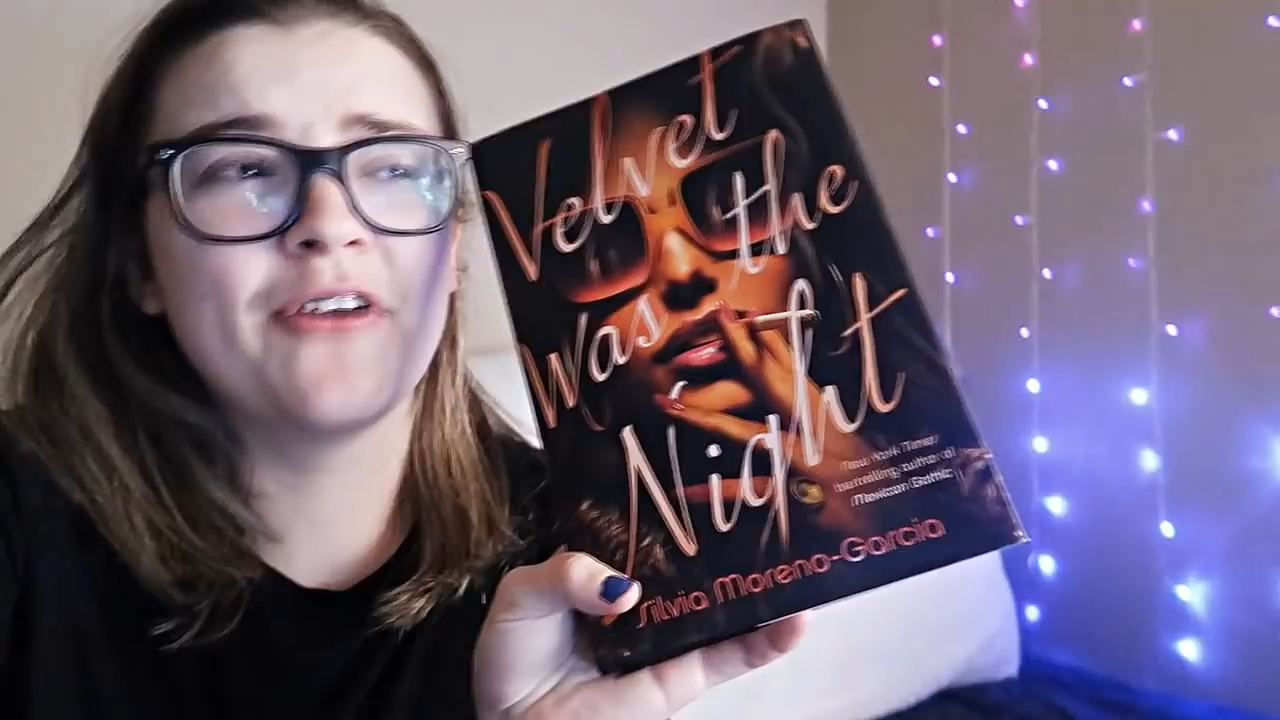 Velvet
Was the
Night
New York Times
bestselling author of
Mexican Gothic
Silvia Moreno-Garcia